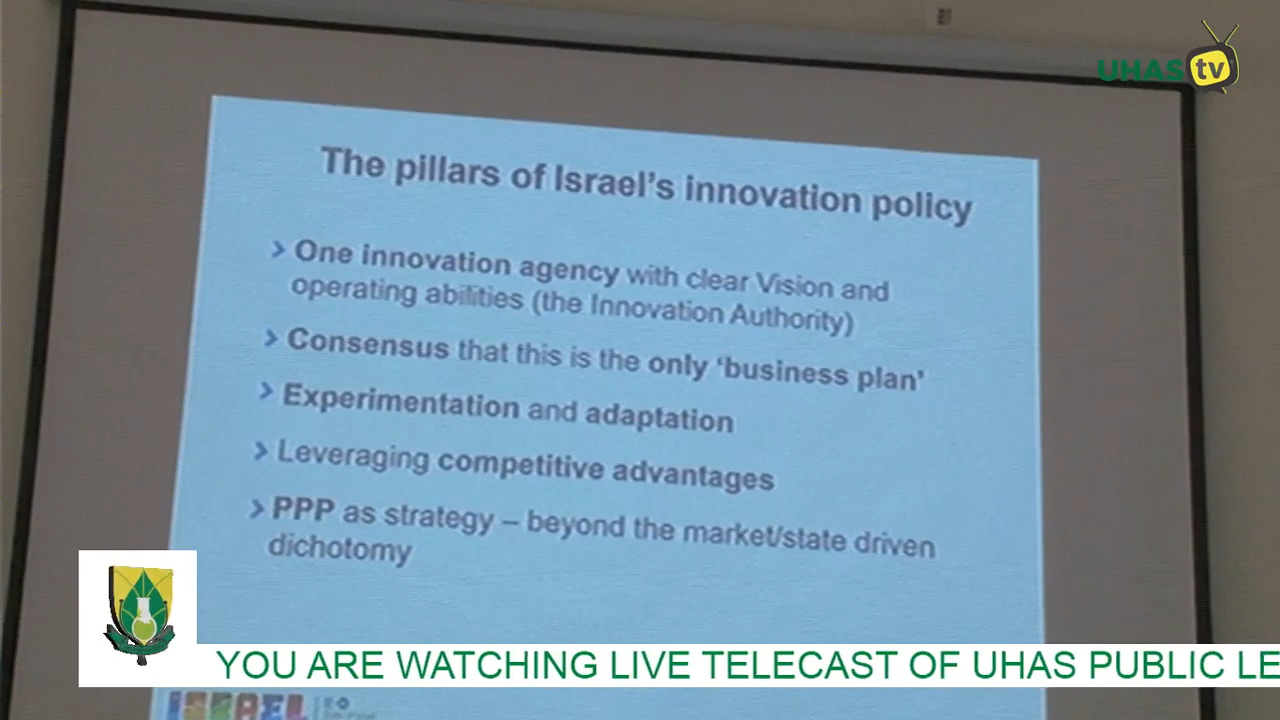 UHAS tv
The pillars of Israel's innovation policy
One innovation agency with clear Vision and
operating abilities (the Innovation Authority)
Consensus that this is the only ‘business plan’
Experimentation and adaptation
Leveraging competitive advantages
PPP as strategy – beyond the market/state driven
dichotomy
YOU ARE WATCHING LIVE TELECAST OF UHAS PUBLIC LE
ISRAEL